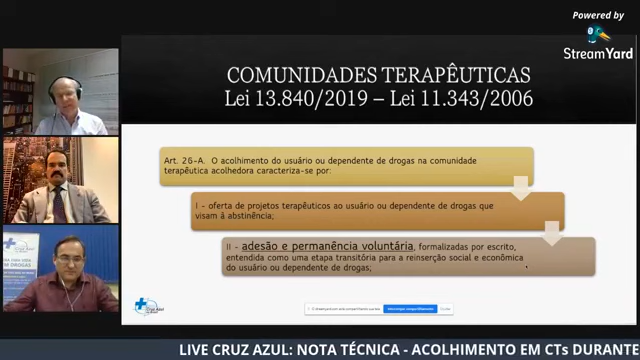 Powered by
StreamYard
COMUNIDADES TERAPÊUTICAS
Lei 13.840/2019 – Lei 11.343/2006
Art. 26-A. O acolhimento do usuário ou dependente de drogas na comunidade
terapêutica acolhedora caracteriza-se por:
I - oferta de projetos terapêuticos ao usuário ou dependente de drogas que
visam à abstinência;
II - adesão e permanência voluntária, formalizadas por escrito,
entendida como uma etapa transitória para a reinserção social e econômica
do usuário ou dependente de drogas;
Cruz Azul
LIVE CRUZ AZUL: NOTA TÉCNICA - ACOLHIMENTO EM CTs DURANTE